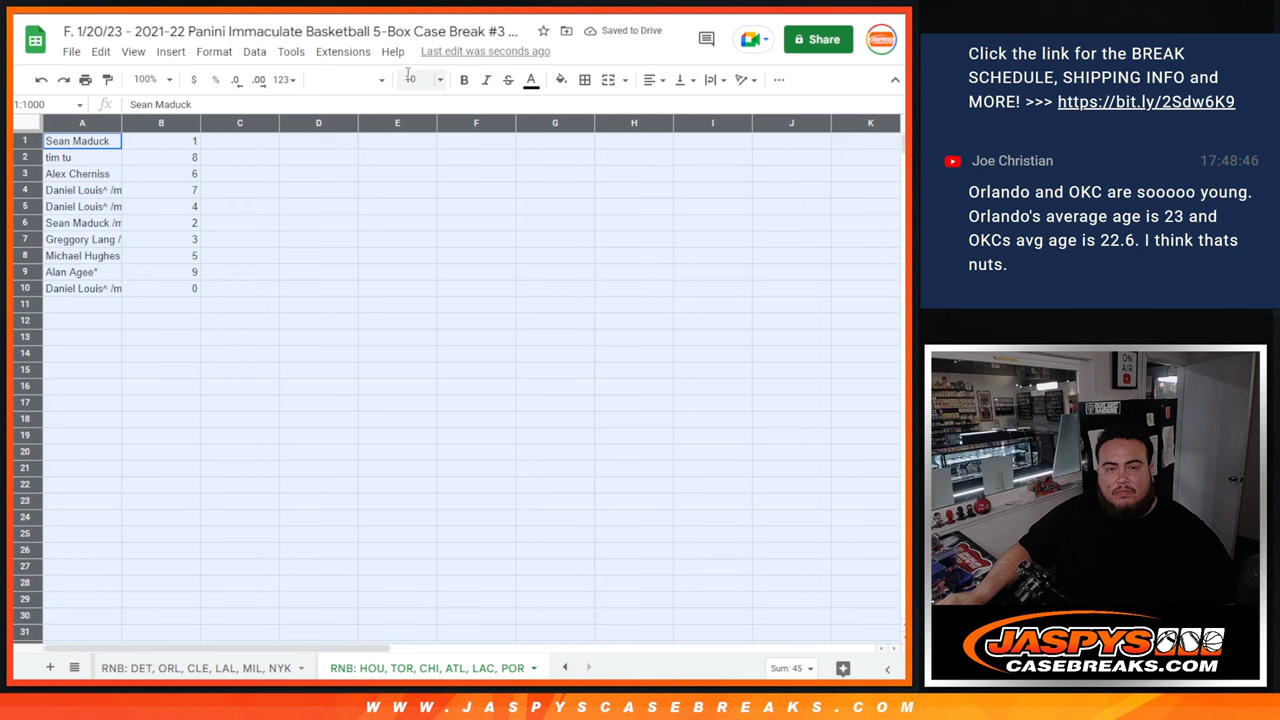 F. 1/20/23 - 2021-22 Panini Immaculate Basketball 5-Box Case Break #3 ...
Saved to Drive
Share
File Edit View Insert Format Data Tools Extensions Help Last edit was seconds ago
100% $ % .0 .00 123 10 B I S A
1:1000 fx Sean Maduck
A B C D E F G H I J K
1 Sean Maduck 1
2 tim tu 8
3 Alex Cherniss 6
4 Daniel Louis^ /m 7
5 Daniel Louis^ /m 4
6 Sean Maduck /m 2
7 Greggory Lang / 3
8 Michael Hughes 5
9 Alan Agee* 9
10 Daniel Louis^ /m 0
11
12
13
14
15
16
17
18
19
20
21
22
23
24
25
26
27
28
29
30
31
RNB: DET, ORL, CLE, LAL, MIL, NYK RNB: HOU, TOR, CHI, ATL, LAC, POR Sum: 45
Click the link for the BREAK
SCHEDULE, SHIPPING INFO and
MORE! >>> https://bit.ly/2Sdw6K9
Joe Christian 17:48:46
Orlando and OKC are sooooo young.
Orlando's average age is 23 and
OKCs avg age is 22.6. I think thats
nuts.
ON
AIR
JASPYS
CASEBREAKS.COM
WWW.JASPYSCASEBREAKS.COM